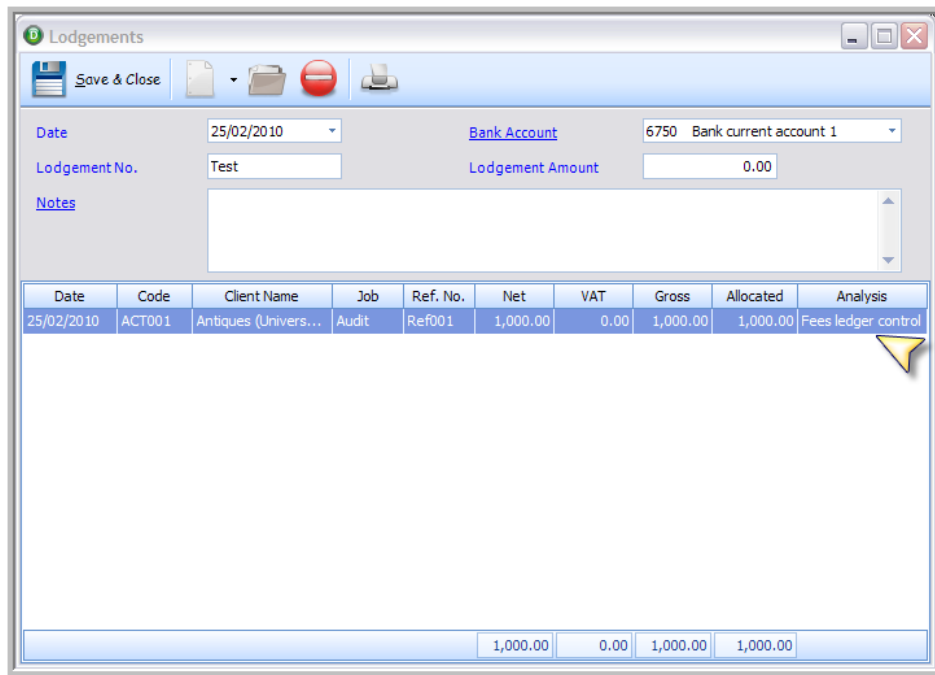 Lodgements
Save & Close
Date 25/02/2010 Bank Account 6750 Bank current account 1
Lodgement No. Test Lodgement Amount 0.00
Notes
Date Code Client Name Job Ref. No. Net VAT Gross Allocated Analysis
25/02/2010 ACT001 Antiques (Univers... Audit Ref001 1,000.00 0.00 1,000.00 1,000.00 Fees ledger control
1,000.00 0.00 1,000.00 1,000.00